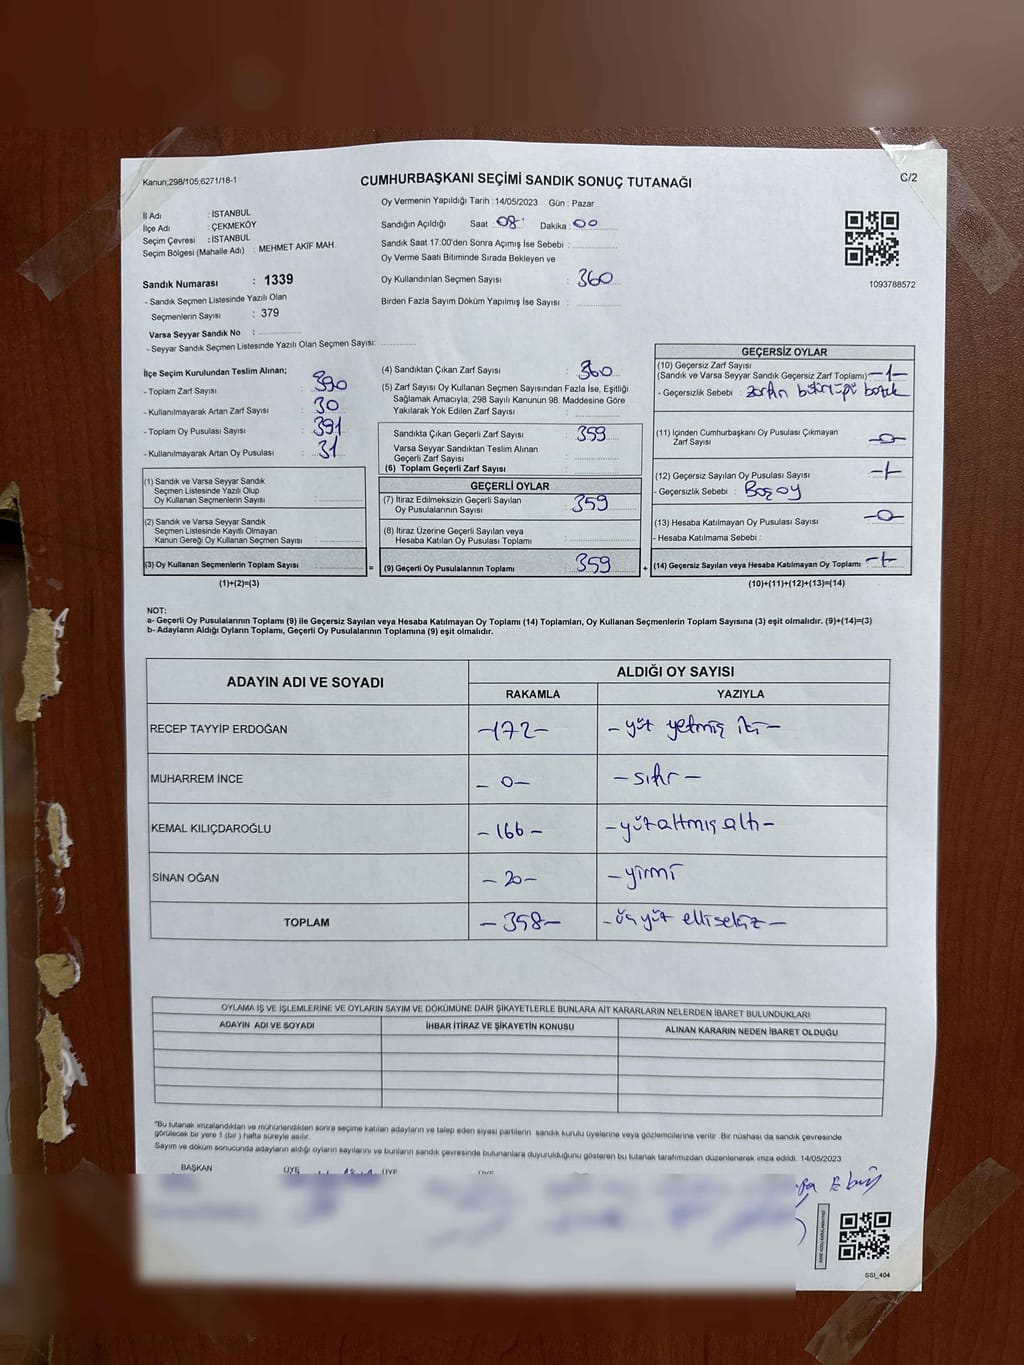 Kanun;298/105;6271/18-1
CUMHURBAŞKANI SEÇİMİ SANDIK SONUÇ TUTANAĞI
C/2
İl Adı : İSTANBUL
İlçe Adı : ÇEKMEKÖY
Seçim Çevresi : İSTANBUL
Seçim Bölgesi (Mahalle Adı) : MEHMET AKİF MAH.
Sandık Numarası : 1339
- Sandık Seçmen Listesinde Yazılı Olan
Seçmenlerin Sayısı : 379
Varsa Seyyar Sandık No :
- Seyyar Sandık Seçmen Listesinde Yazılı Olan Seçmen Sayısı:
Oy Vermenin Yapıldığı Tarih :14/05/2023 Gün : Pazar
Sandığın Açıldığı Saat 08 Dakika : 00
Sandık Saat 17.00'den Sonra Açımış İse Sebebi :
Oy Verme Saati Bitiminde Sırada Bekleyen ve
Oy Kullandırılan Seçmen Sayısı : 360
Birden Fazla Sayım Döküm Yapılmış İse Sayısı :
1093788572
İlçe Seçim Kurulundan Teslim Alınan;
- Toplam Zarf Sayısı : 390
- Kullanılmayarak Artan Zarf Sayısı : 30
- Toplam Oy Pusulası Sayısı : 391
- Kullanılmayarak Artan Oy Pusulası : 31
(1) Sandık ve Varsa Seyyar Sandık
Seçmen Listesinde Yazılı Olup
Oy Kullanan Seçmenlerin Sayısı :
(2) Sandık ve Varsa Seyyar Sandık
Seçmen Listesinde Kayıtlı Olmayan
Kanun Gereği Oy Kullanan Seçmen Sayısı :
(3) Oy Kullanan Seçmenlerin Toplam Sayısı :
(1)+(2)=(3)
(4) Sandıktan Çıkan Zarf Sayısı : 360
(5) Zarf Sayısı Oy Kullanan Seçmen Sayısından Fazla İse, Eşitliği
Sağlamak Amacıyla, 298 Sayılı Kanunun 98. Maddesine Göre
Yakılarak Yok Edilen Zarf Sayısı :
Sandıkta Çıkan Geçerli Zarf Sayısı : 359
Varsa Seyyar Sandıktan Teslim Alınan
Geçerli Zarf Sayısı :
(6) Toplam Geçerli Zarf Sayısı :
GEÇERLİ OYLAR
(7) İtiraz Edilmeksizin Geçerli Sayılan
Oy Pusulalarının Sayısı : 359
(8) İtiraz Üzerine Geçerli Sayılan veya
Hesaba Katılan Oy Pusulası Toplamı :
= (9) Geçerli Oy Pusulalarının Toplamı : 359 +
GEÇERSİZ OYLAR
(10) Geçersiz Zarf Sayısı
(Sandık ve Varsa Seyyar Sandık Geçersiz Zarf Toplamı) -1-
- Geçersizlik Sebebi : zarfın bütünlüğü bozuk
(11) İçinden Cumhurbaşkanı Oy Pusulası Çıkmayan
Zarf Sayısı -0-
(12) Geçersiz Sayılan Oy Pusulası Sayısı -1-
- Geçersizlik Sebebi : Boş oy
(13) Hesaba Katılmayan Oy Pusulası Sayısı -0-
- Hesaba Katılmama Sebebi :
(14) Geçersiz Sayılan veya Hesaba Katılmayan Oy Toplamı : -1-
(10)+(11)+(12)+(13)=(14)
NOT:
a- Geçerli Oy Pusulalarının Toplamı (9) ile Geçersiz Sayılan veya Hesaba Katılmayan Oy Toplamı (14) Toplamları, Oy Kullanan Seçmenlerin Toplam Sayısına (3) eşit olmalıdır. (9)+(14)=(3)
b- Adayların Aldığı Oyların Toplamı, Geçerli Oy Pusulalarının Toplamına (9) eşit olmalıdır.
ADAYIN ADI VE SOYADI ALDIĞI OY SAYISI
RAKAMLA YAZIYLA
RECEP TAYYİP ERDOĞAN -172- -yüz yetmiş iki-
MUHARREM İNCE -0- -sıfır-
KEMAL KILIÇDAROĞLU -166- -yüzaltmış altı-
SİNAN OĞAN -20- -yirmi
TOPLAM -358- -üç yüz ellisekiz-
OYLAMA İŞ VE İŞLEMLERİNE VE OYLARIN SAYIM VE DÖKÜMÜNE DAİR ŞİKAYETLERLE BUNLARA AİT KARARLARIN NELERDEN İBARET BULUNDUKLARI
ADAYIN ADI VE SOYADI İHBAR İTİRAZ VE ŞİKAYETİN KONUSU ALINAN KARARIN NEDEN İBARET OLDUĞU
*Bu tutanak imzalandıktan ve mühürlendikten sonra seçime katılan adayların ve talep eden siyasi partilerin sandık kurulu üyelerine veya gözlemcilerine verilir. Bir nüshası da sandık çevresinde
görülecek bir yere 1 (bir) hafta süreyle asılır.
Sayım ve döküm sonucunda adayların aldığı oyların sayılarını ve bunların sandık çevresinde bulunanlara duyurulduğunu gösteren bu tutanak tarafımızdan düzenlenerek imza edildi. 14/05/2023
BAŞKAN ÜYE ÜYE ÜYE
SSI_404